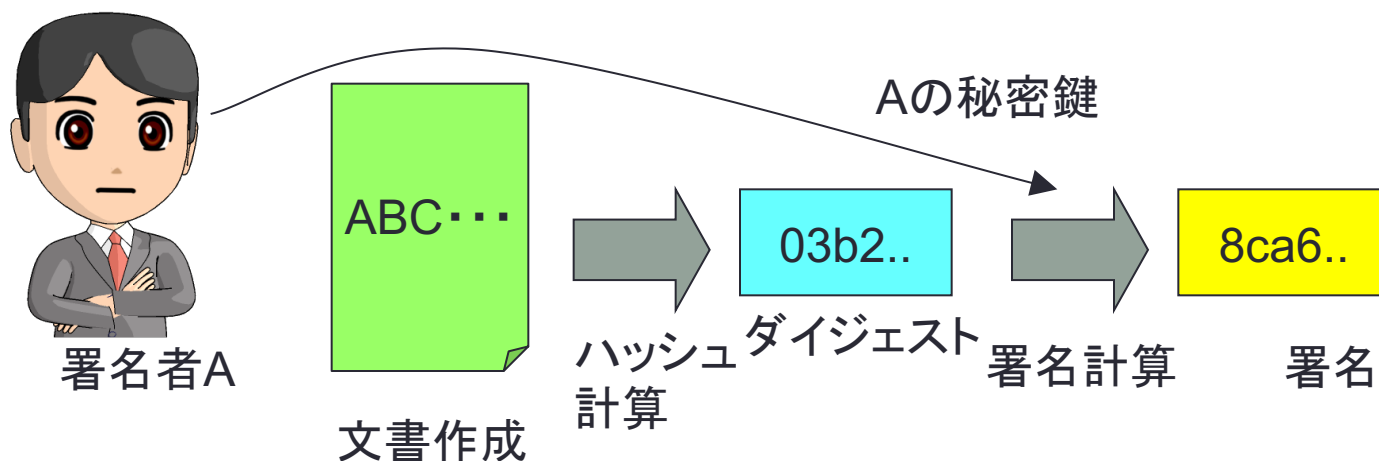 Aの秘密鍵
ABC・・・
03b2..
8ca6..
署名者A
文書作成
ハッシュ
計算
ダイジェスト
署名計算
署名